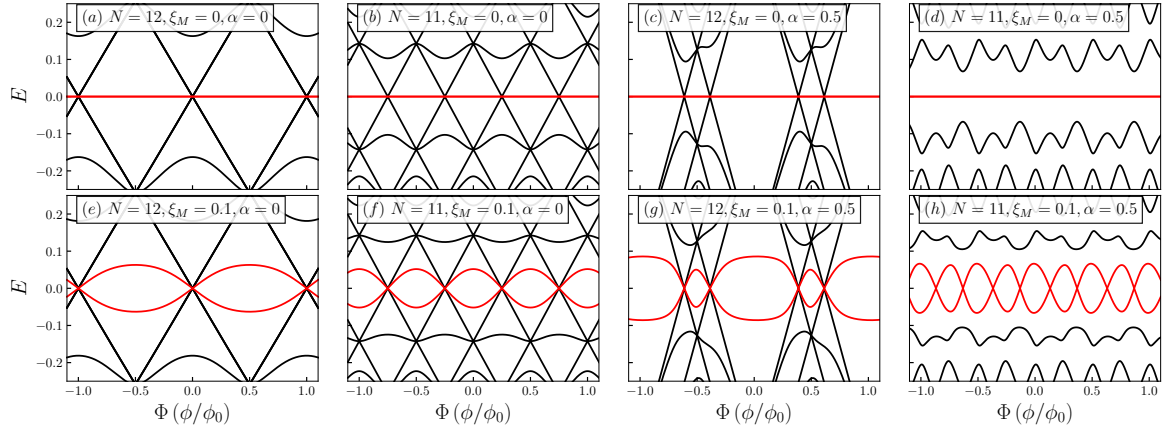 (a) N = 12, ξ_M = 0, α = 0
(b) N = 11, ξ_M = 0, α = 0
(c) N = 12, ξ_M = 0, α = 0.5
(d) N = 11, ξ_M = 0, α = 0.5
E
0.2
0.1
0.0
−0.1
−0.2
(e) N = 12, ξ_M = 0.1, α = 0
(f) N = 11, ξ_M = 0.1, α = 0
(g) N = 12, ξ_M = 0.1, α = 0.5
(h) N = 11, ξ_M = 0.1, α = 0.5
E
0.2
0.1
0.0
−0.1
−0.2
−1.0 −0.5 0.0 0.5 1.0
−1.0 −0.5 0.0 0.5 1.0
−1.0 −0.5 0.0 0.5 1.0
−1.0 −0.5 0.0 0.5 1.0
Φ (ϕ/ϕ₀)
Φ (ϕ/ϕ₀)
Φ (ϕ/ϕ₀)
Φ (ϕ/ϕ₀)